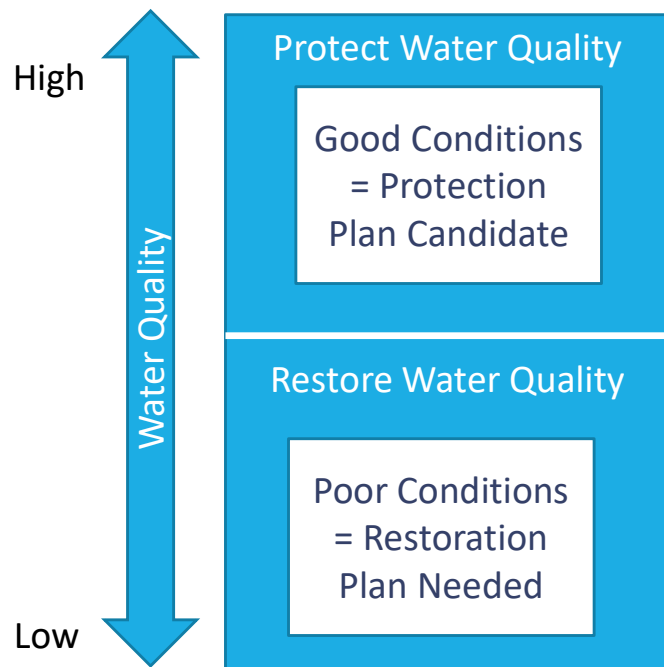 High
Water Quality
Low
Protect Water Quality
Good Conditions
= Protection
Plan Candidate
Restore Water Quality
Poor Conditions
= Restoration
Plan Needed